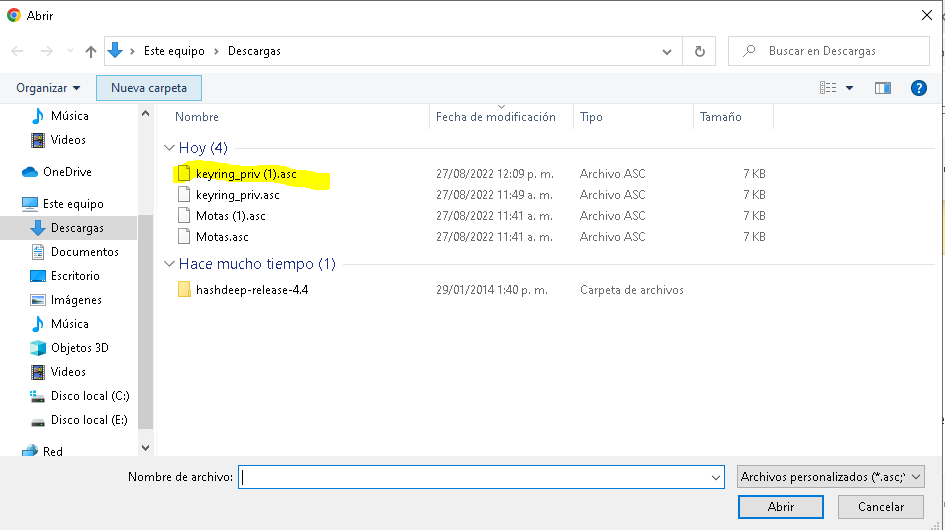 Abrir
Este equipo > Descargas
Buscar en Descargas
Organizar
Nueva carpeta
Música
Videos
OneDrive
Este equipo
Descargas
Documentos
Escritorio
Imágenes
Música
Objetos 3D
Videos
Disco local (C:)
Disco local (E:)
Red
Nombre Fecha de modificación Tipo Tamaño
Hoy (4)
keyring_priv (1).asc 27/08/2022 12:09 p. m. Archivo ASC 7 KB
keyring_priv.asc 27/08/2022 11:49 a. m. Archivo ASC 7 KB
Motas (1).asc 27/08/2022 11:41 a. m. Archivo ASC 7 KB
Motas.asc 27/08/2022 11:41 a. m. Archivo ASC 7 KB
Hace mucho tiempo (1)
hashdeep-release-4.4 29/01/2014 1:40 p. m. Carpeta de archivos
Nombre de archivo:
Archivos personalizados (*.asc;*
Abrir
Cancelar